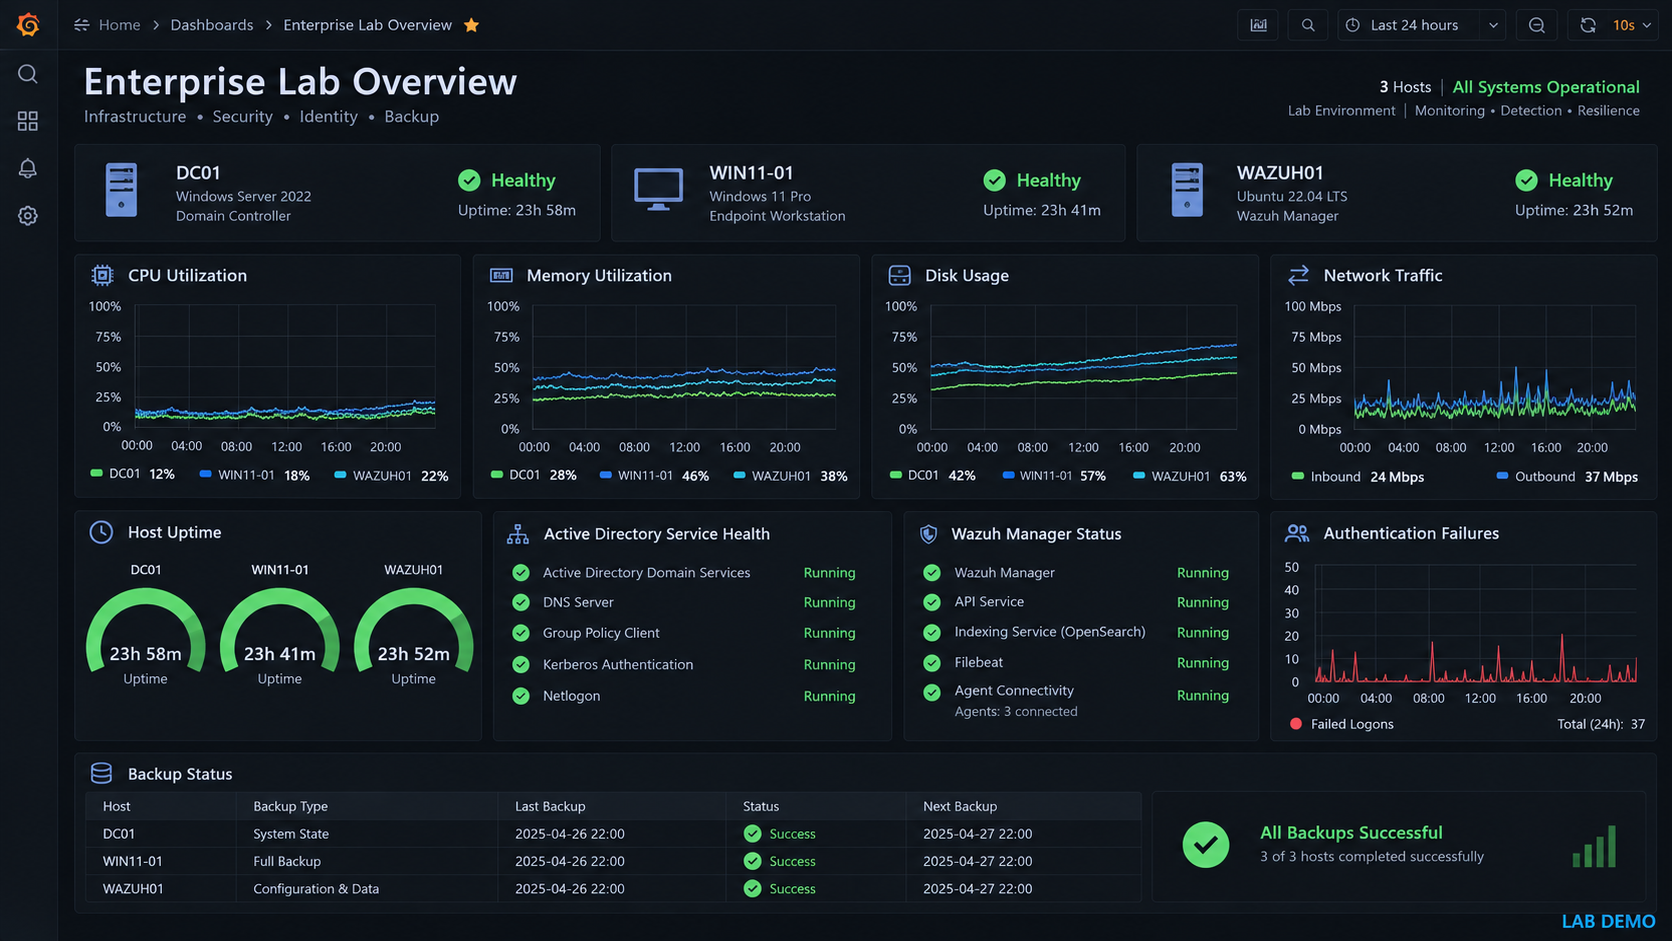 Home > Dashboards > Enterprise Lab Overview
Last 24 hours
10s
Enterprise Lab Overview
Infrastructure • Security • Identity • Backup
3 Hosts | All Systems Operational
Lab Environment | Monitoring • Detection • Resilience
DC01
Windows Server 2022
Domain Controller
Healthy
Uptime: 23h 58m
WIN11-01
Windows 11 Pro
Endpoint Workstation
Healthy
Uptime: 23h 41m
WAZUH01
Ubuntu 22.04 LTS
Wazuh Manager
Healthy
Uptime: 23h 52m
CPU Utilization
100%
75%
50%
25%
0%
00:00 04:00 08:00 12:00 16:00 20:00
DC01 12% WIN11-01 18% WAZUH01 22%
Memory Utilization
100%
75%
50%
25%
0%
00:00 04:00 08:00 12:00 16:00 20:00
DC01 28% WIN11-01 46% WAZUH01 38%
Disk Usage
100%
75%
50%
25%
0%
00:00 04:00 08:00 12:00 16:00 20:00
DC01 42% WIN11-01 57% WAZUH01 63%
Network Traffic
100 Mbps
75 Mbps
50 Mbps
25 Mbps
0 Mbps
00:00 04:00 08:00 12:00 16:00 20:00
Inbound 24 Mbps Outbound 37 Mbps
Host Uptime
DC01 WIN11-01 WAZUH01
23h 58m 23h 41m 23h 52m
Uptime Uptime Uptime
Active Directory Service Health
Active Directory Domain Services Running
DNS Server Running
Group Policy Client Running
Kerberos Authentication Running
Netlogon Running
Wazuh Manager Status
Wazuh Manager Running
API Service Running
Indexing Service (OpenSearch) Running
Filebeat Running
Agent Connectivity Running
Agents: 3 connected
Authentication Failures
50
40
30
20
10
0
00:00 04:00 08:00 12:00 16:00 20:00
Failed Logons Total (24h): 37
Backup Status
Host Backup Type Last Backup Status Next Backup
DC01 System State 2025-04-26 22:00 Success 2025-04-27 22:00
WIN11-01 Full Backup 2025-04-26 22:00 Success 2025-04-27 22:00
WAZUH01 Configuration & Data 2025-04-26 22:00 Success 2025-04-27 22:00
All Backups Successful
3 of 3 hosts completed successfully
LAB DEMO